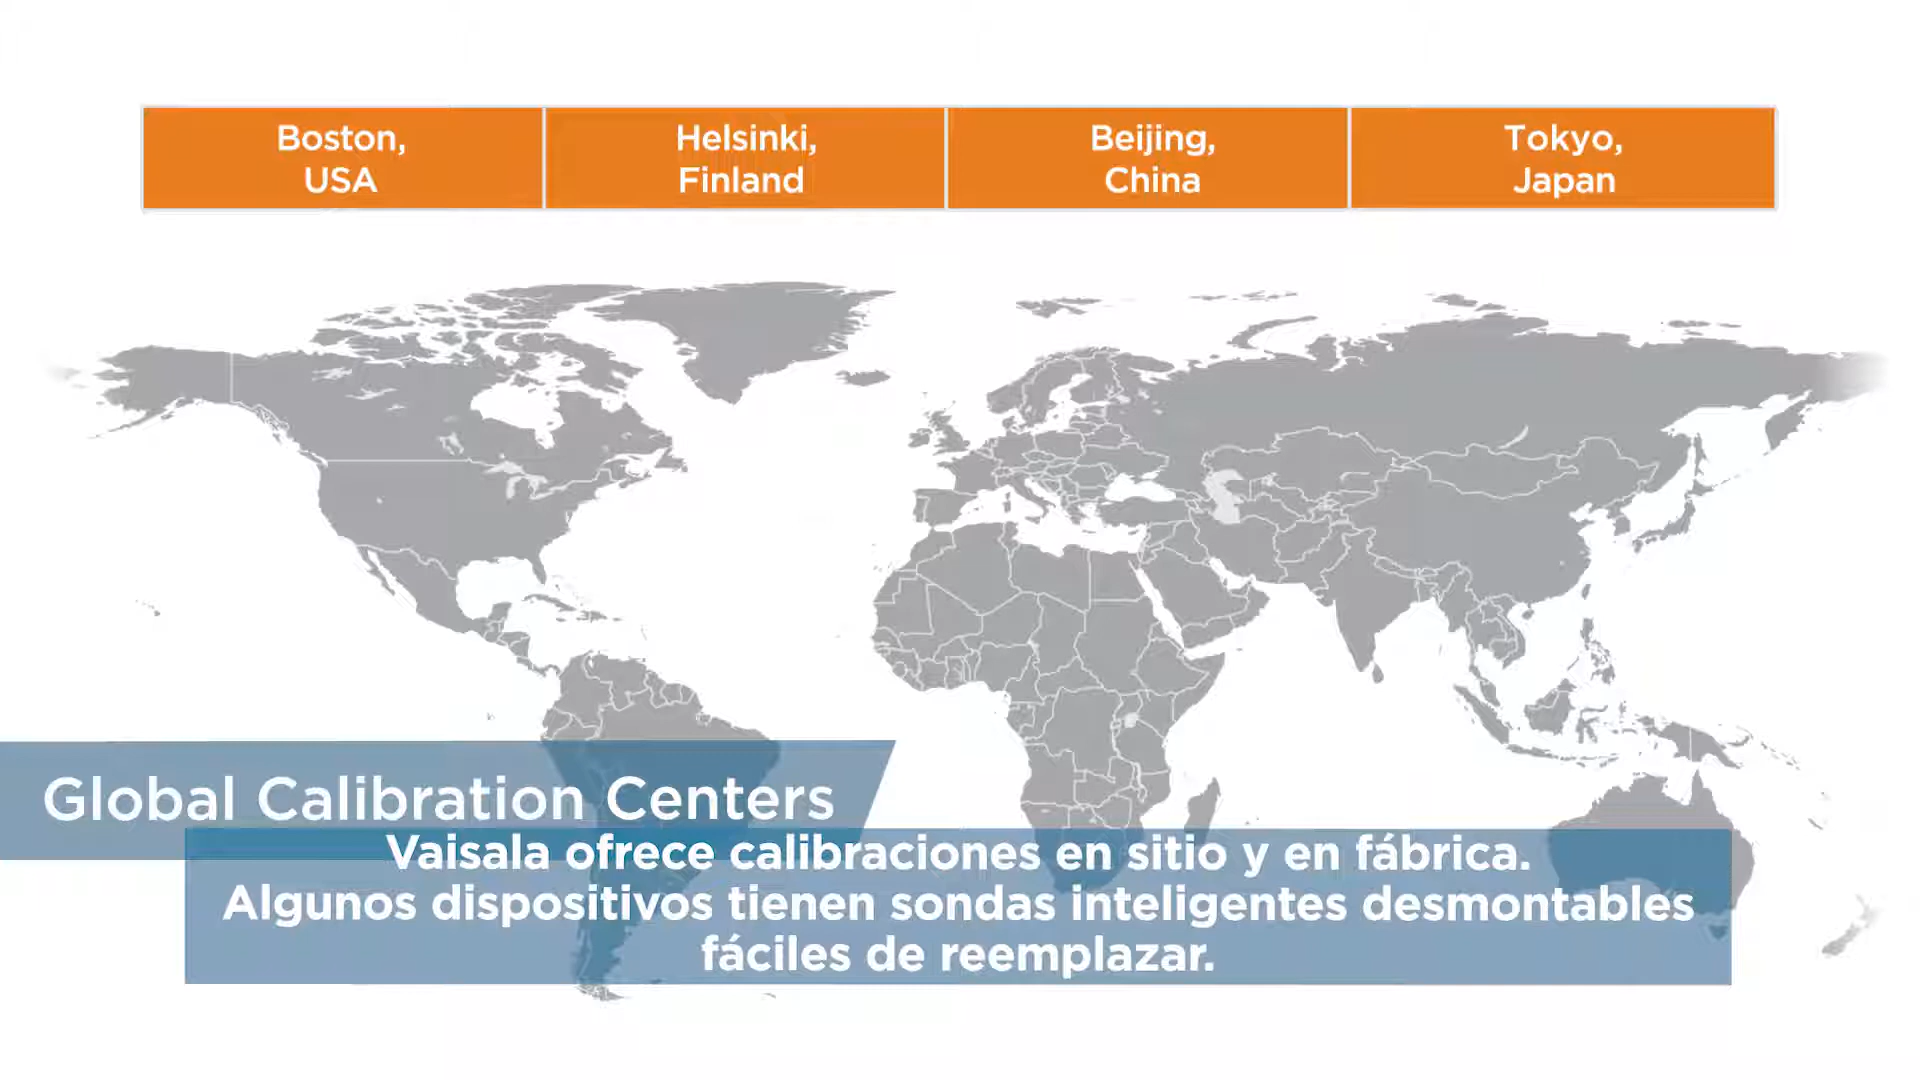 Boston,
USA
Helsinki,
Finland
Beijing,
China
Tokyo,
Japan
Global Calibration Centers
Vaisala ofrece calibraciones en sitio y en fábrica.
Algunos dispositivos tienen sondas inteligentes desmontables
fáciles de reemplazar.